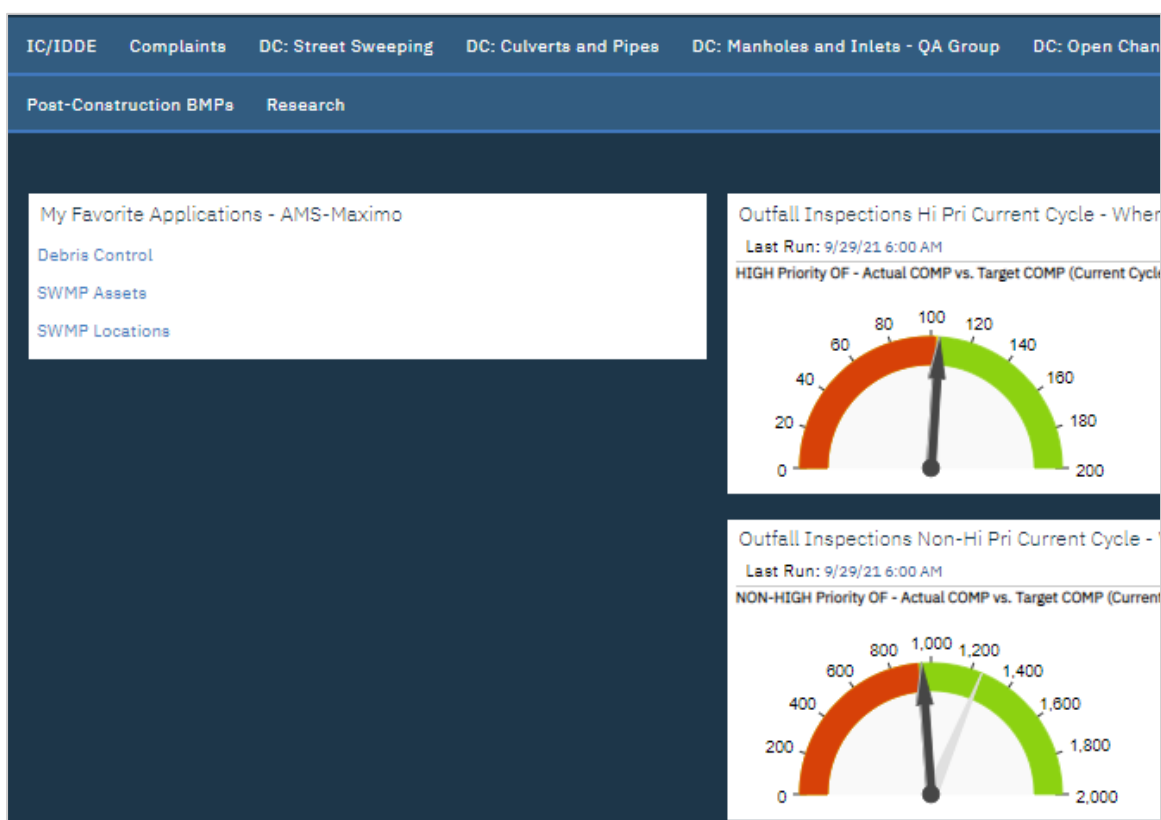 IC/IDDE Complaints DC: Street Sweeping DC: Culverts and Pipes DC: Manholes and Inlets - QA Group DC: Open Chan
Post-Construction BMPs Research
My Favorite Applications - AMS-Maximo
Debris Control
SWMP Assets
SWMP Locations
Outfall Inspections Hi Pri Current Cycle - Wher
Last Run: 9/29/21 6:00 AM
HIGH Priority OF - Actual COMP vs. Target COMP (Current Cycle
0 20 40 60 80 100 120 140 160 180 200
Outfall Inspections Non-Hi Pri Current Cycle -
Last Run: 9/29/21 6:00 AM
NON-HIGH Priority OF - Actual COMP vs. Target COMP (Current
0 200 400 600 800 1,000 1,200 1,400 1,600 1,800 2,000